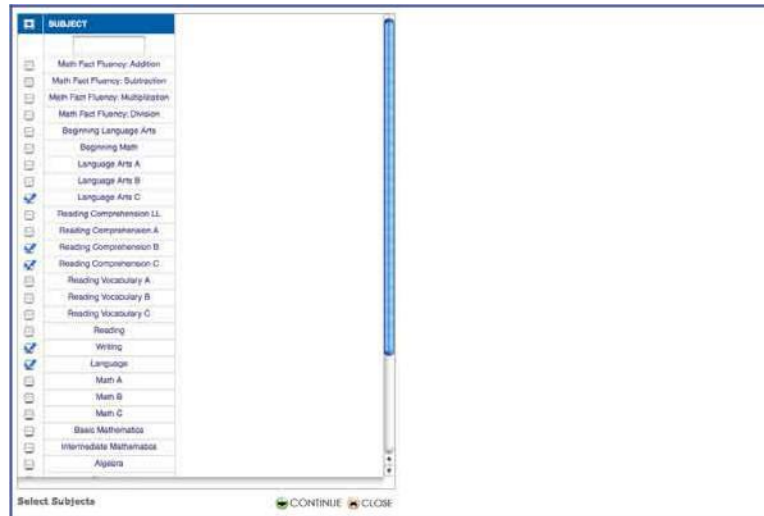 SUBJECT
Math Fact Fluency: Addition
Math Fact Fluency: Subtraction
Math Fact Fluency: Multiplication
Math Fact Fluency: Division
Beginning Language Arts
Beginning Math
Language Arts A
Language Arts B
Language Arts C
Reading Comprehension LL
Reading Comprehension A
Reading Comprehension B
Reading Comprehension C
Reading Vocabulary A
Reading Vocabulary B
Reading Vocabulary C
Reading
Writing
Language
Math A
Math B
Math C
Basic Mathematics
Intermediate Mathematics
Algebra
Select Subjects
CONTINUE CLOSE